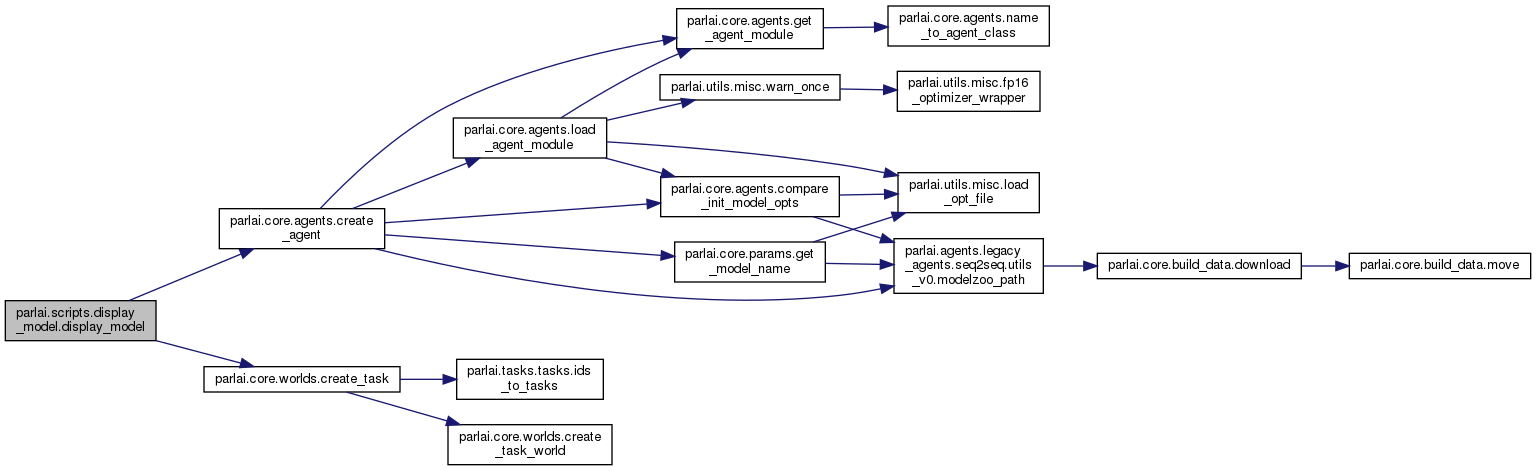 parlai.core.agents.get
_agent_module
parlai.core.agents.name
_to_agent_class
parlai.utils.misc.warn_once
parlai.utils.misc.fp16
_optimizer_wrapper
parlai.core.agents.load
_agent_module
parlai.core.agents.compare
_init_model_opts
parlai.utils.misc.load
_opt_file
parlai.core.agents.create
_agent
parlai.core.params.get
_model_name
parlai.agents.legacy
_agents.seq2seq.utils
_v0.modelzoo_path
parlai.core.build_data.download
parlai.core.build_data.move
parlai.scripts.display
_model.display_model
parlai.core.worlds.create_task
parlai.tasks.tasks.ids
_to_tasks
parlai.core.worlds.create
_task_world